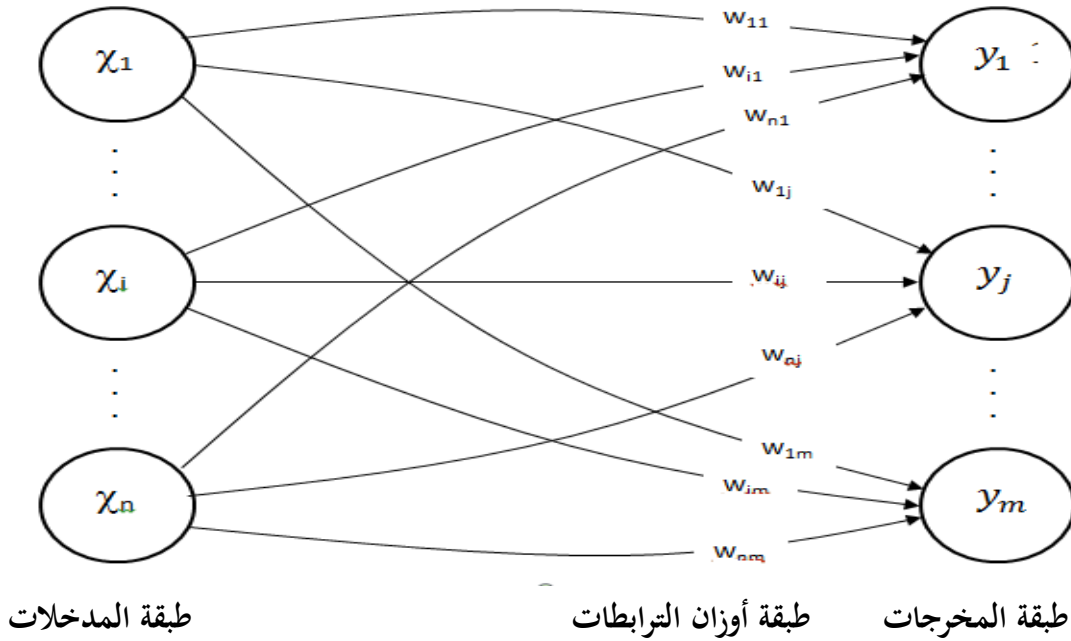 w₁₁
χ₁
y₁
wᵢ₁
wₙ₁
w₁ⱼ
χᵢ
wᵢⱼ
yⱼ
wₙⱼ
w₁ₘ
wᵢₘ
χₙ
yₘ
wₙₘ
طبقة المخرجات طبقة أوزان الترابطات طبقة المدخلات